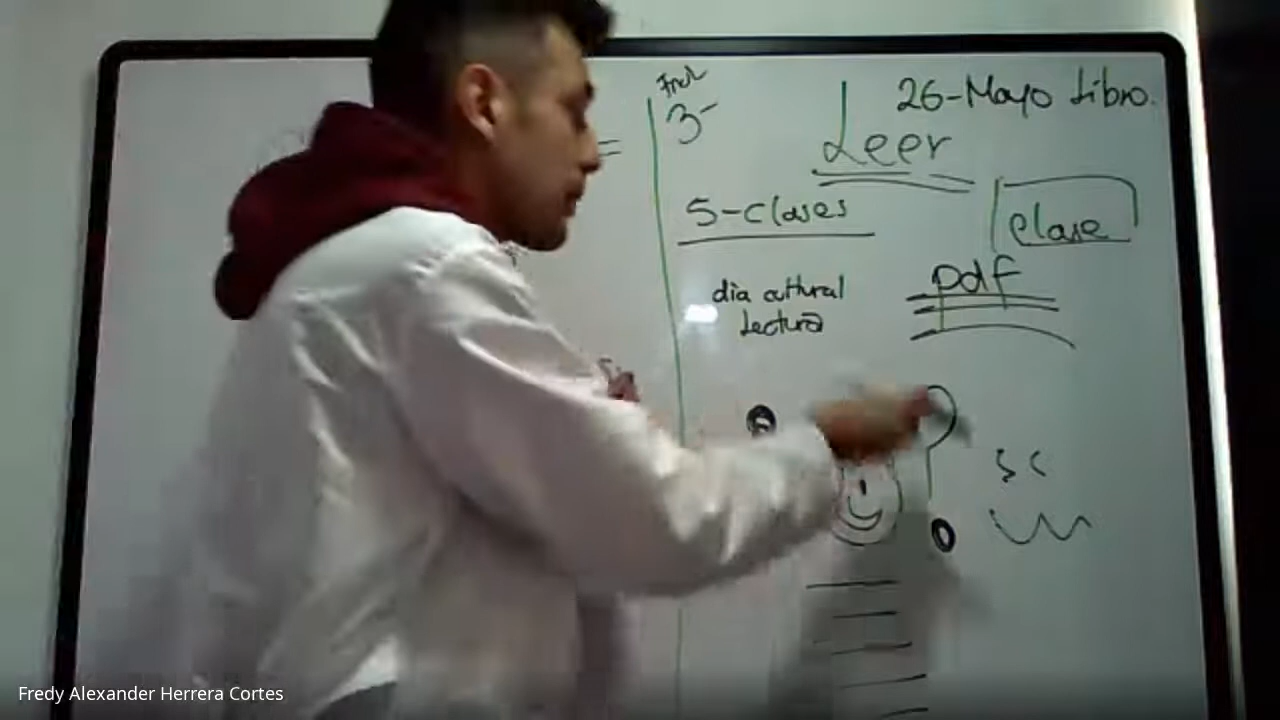 3-
26-Mayo Libro.
Leer
5-clases
clase
pdf
dia cultural
Lectura
Fredy Alexander Herrera Cortes